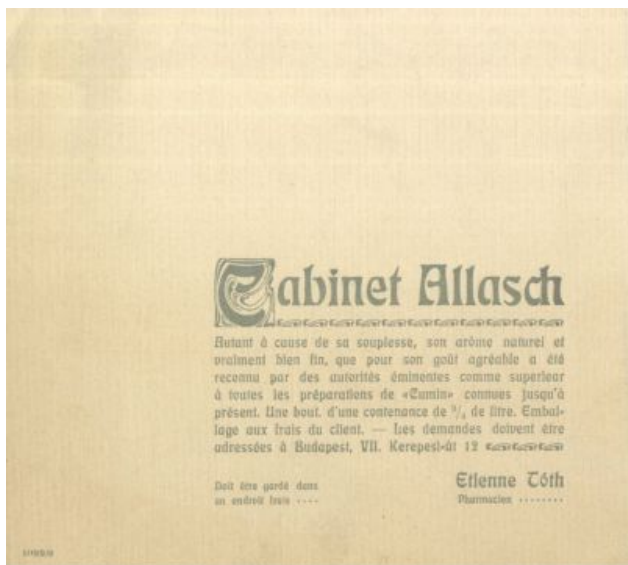 Cabinet Allasch
Autant à cause de sa souplesse, son arôme naturel et
vraiment bien fin, que pour son goût agréable a été
reconnu par des autorités éminentes comme superieur
à toutes les préparations de «Cumin» connues jusqu'à
présent. Une bout. d'une contenance de de litre. Embal-
lage aux frais du client. — Les demandes doivent être
adressées à Budapest, VII. Kerepesi-út 12
Doit être gardé dans
un endroit frais ....
Etienne Tóth
Pharmacien ........